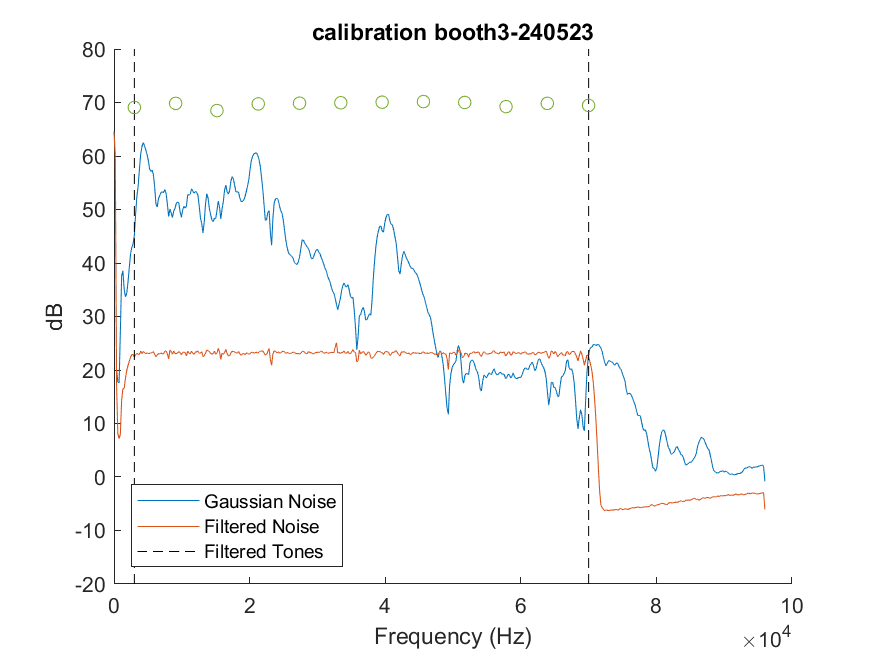 calibration booth3-240523
80
70
60
50
40
30
20
10
0
-10
-20
dB
Gaussian Noise
Filtered Noise
Filtered Tones
0 2 4 6 8 10
Frequency (Hz)
×10^4